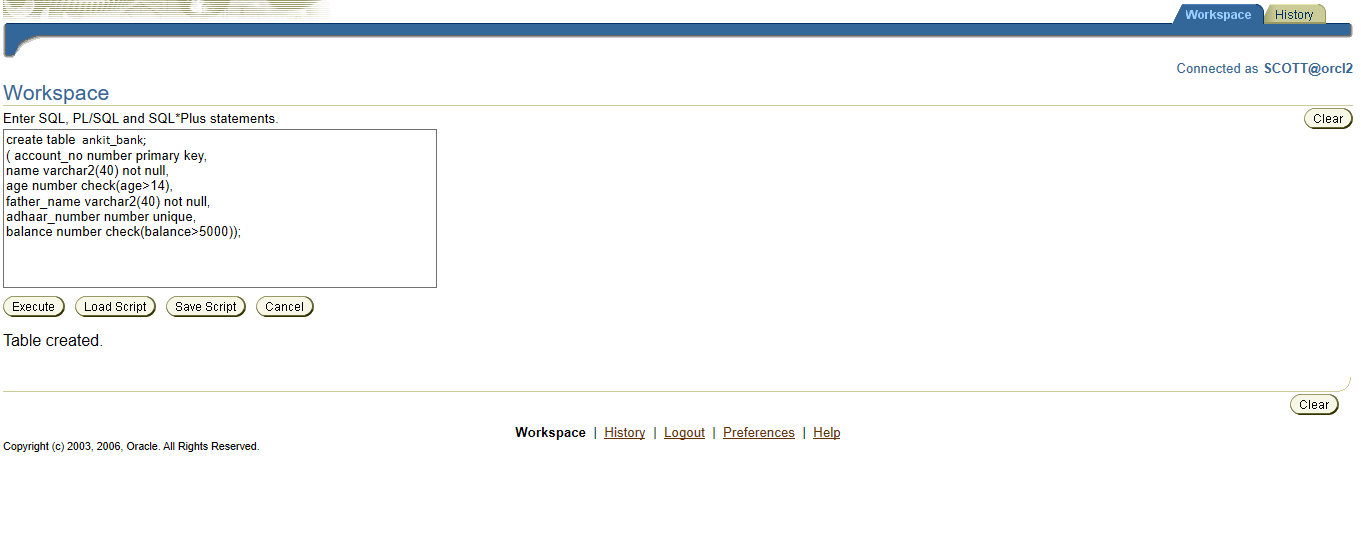 Workspace
History
Connected as SCOTT@orcl2
Workspace
Enter SQL, PL/SQL and SQL*Plus statements.
Clear
create table ankit_bank;
( account_no number primary key,
name varchar2(40) not null,
age number check(age>14),
father_name varchar2(40) not null,
adhaar_number number unique,
balance number check(balance>5000));
Execute Load Script Save Script Cancel
Table created.
Clear
Workspace | History | Logout | Preferences | Help
Copyright (c) 2003, 2006, Oracle. All Rights Reserved.